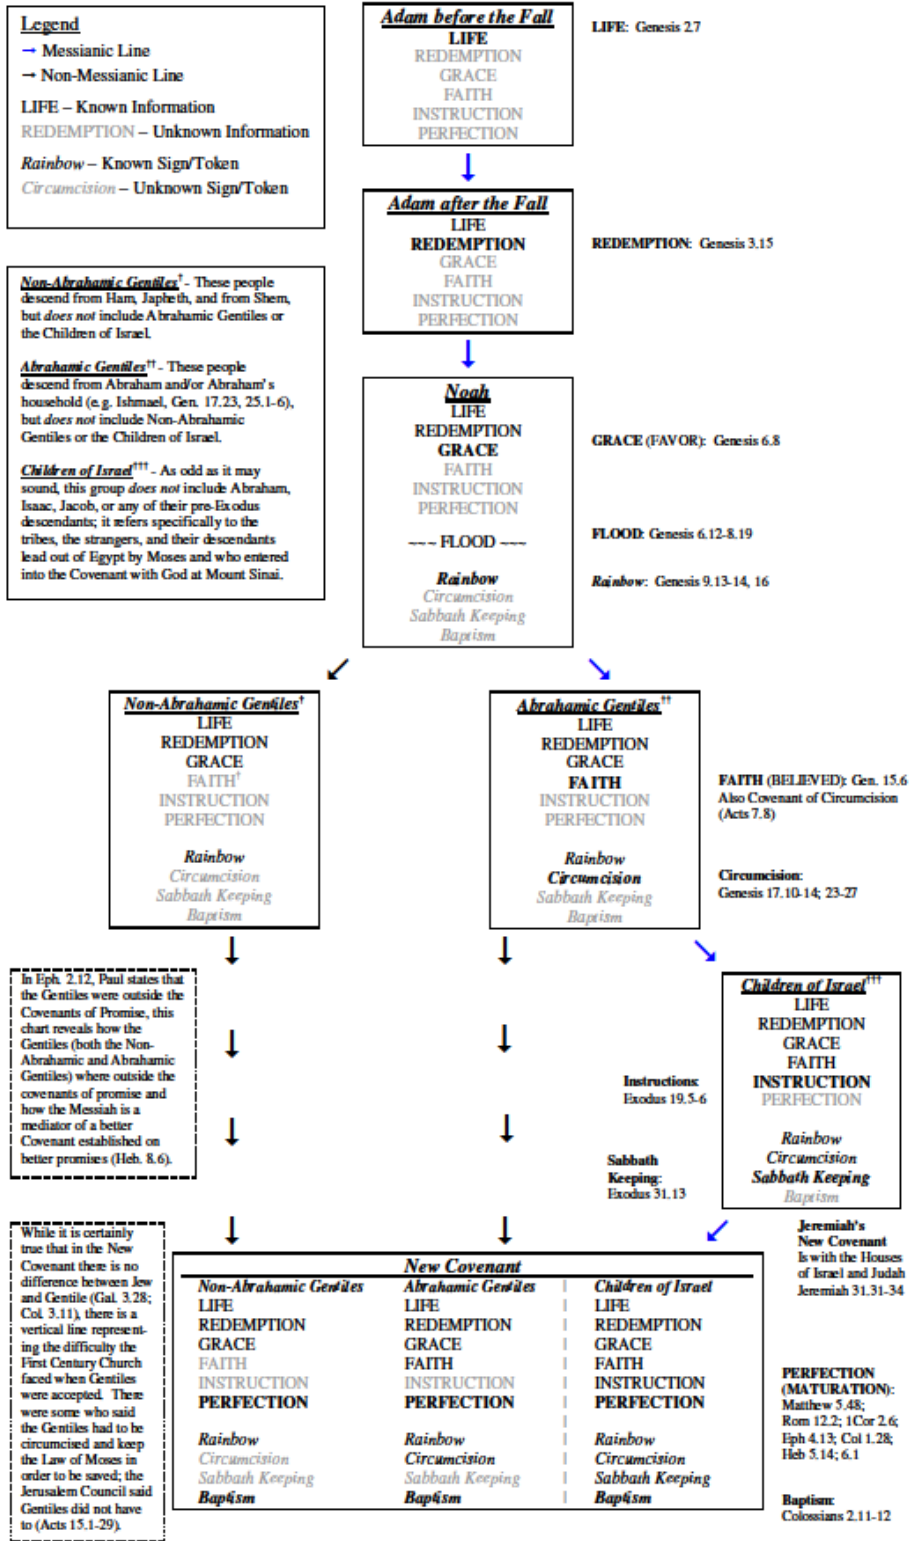 Legend
→ Messianic Line
→ Non-Messianic Line
LIFE – Known Information
REDEMPTION – Unknown Information
Rainbow – Known Sign/Token
Circumcision – Unknown Sign/Token
Adam before the Fall
LIFE
REDEMPTION
GRACE
FAITH
INSTRUCTION
PERFECTION
LIFE: Genesis 2.7
Adam after the Fall
LIFE
REDEMPTION
GRACE
FAITH
INSTRUCTION
PERFECTION
REDEMPTION: Genesis 3.15
Non-Abrahamic Gentiles† - These people
descend from Ham, Japheth, and from Shem,
but does not include Abrahamic Gentiles or
the Children of Israel.
Abrahamic Gentiles†† - These people
descend from Abraham and/or Abraham's
household (e.g. Ishmael, Gen. 17.23, 25.1-6),
but does not include Non-Abrahamic
Gentiles or the Children of Israel.
Children of Israel††† - As odd as it may
sound, this group does not include Abraham,
Isaac, Jacob, or any of their pre-Exodus
descendants; it refers specifically to the
tribes, the strangers, and their descendants
lead out of Egypt by Moses and who entered
into the Covenant with God at Mount Sinai.
Noah
LIFE
REDEMPTION
GRACE
FAITH
INSTRUCTION
PERFECTION
~~~ FLOOD ~~~
Rainbow
Circumcision
Sabbath Keeping
Baptism
GRACE (FAVOR): Genesis 6.8
FLOOD: Genesis 6.12-8.19
Rainbow: Genesis 9.13-14, 16
Non-Abrahamic Gentiles†
LIFE
REDEMPTION
GRACE
FAITH†
INSTRUCTION
PERFECTION
Rainbow
Circumcision
Sabbath Keeping
Baptism
Abrahamic Gentiles††
LIFE
REDEMPTION
GRACE
FAITH
INSTRUCTION
PERFECTION
Rainbow
Circumcision
Sabbath Keeping
Baptism
FAITH (BELIEVED): Gen. 15.6
Also Covenant of Circumcision
(Acts 7.8)
Circumcision:
Genesis 17.10-14; 23-27
In Eph. 2.12, Paul states that
the Gentiles were outside the
Covenants of Promise, this
chart reveals how the
Gentiles (both the Non-
Abrahamic and Abrahamic
Gentiles) where outside the
covenants of promise and
how the Messiah is a
mediator of a better
Covenant established on
better promises (Heb. 8.6).
Children of Israel†††
LIFE
REDEMPTION
GRACE
FAITH
INSTRUCTION
PERFECTION
Rainbow
Circumcision
Sabbath Keeping
Baptism
Instructions:
Exodus 19.5-6
Sabbath
Keeping:
Exodus 31.13
Jeremiah's
New Covenant
Is with the Houses
of Israel and Judah
Jeremiah 31.31-34
While it is certainly
true that in the New
Covenant there is no
difference between Jew
and Gentile (Gal. 3.28;
Col. 3.11), there is a
vertical line represent-
ing the difficulty the
First Century Church
faced when Gentiles
were accepted. There
were some who said
the Gentiles had to be
circumcised and keep
the Law of Moses in
order to be saved; the
Jerusalem Council said
Gentiles did not have
to (Acts 15.1-29).
New Covenant
Non-Abrahamic Gentiles
LIFE
REDEMPTION
GRACE
FAITH
INSTRUCTION
PERFECTION
Rainbow
Circumcision
Sabbath Keeping
Baptism
Abrahamic Gentiles
LIFE
REDEMPTION
GRACE
FAITH
INSTRUCTION
PERFECTION
Rainbow
Circumcision
Sabbath Keeping
Baptism
Children of Israel
LIFE
REDEMPTION
GRACE
FAITH
INSTRUCTION
PERFECTION
Rainbow
Circumcision
Sabbath Keeping
Baptism
PERFECTION
(MATURATION):
Matthew 5.48;
Rom 12.2; 1Cor 2.6;
Eph 4.13; Col 1.28;
Heb 5.14; 6.1
Baptism:
Colossians 2.11-12